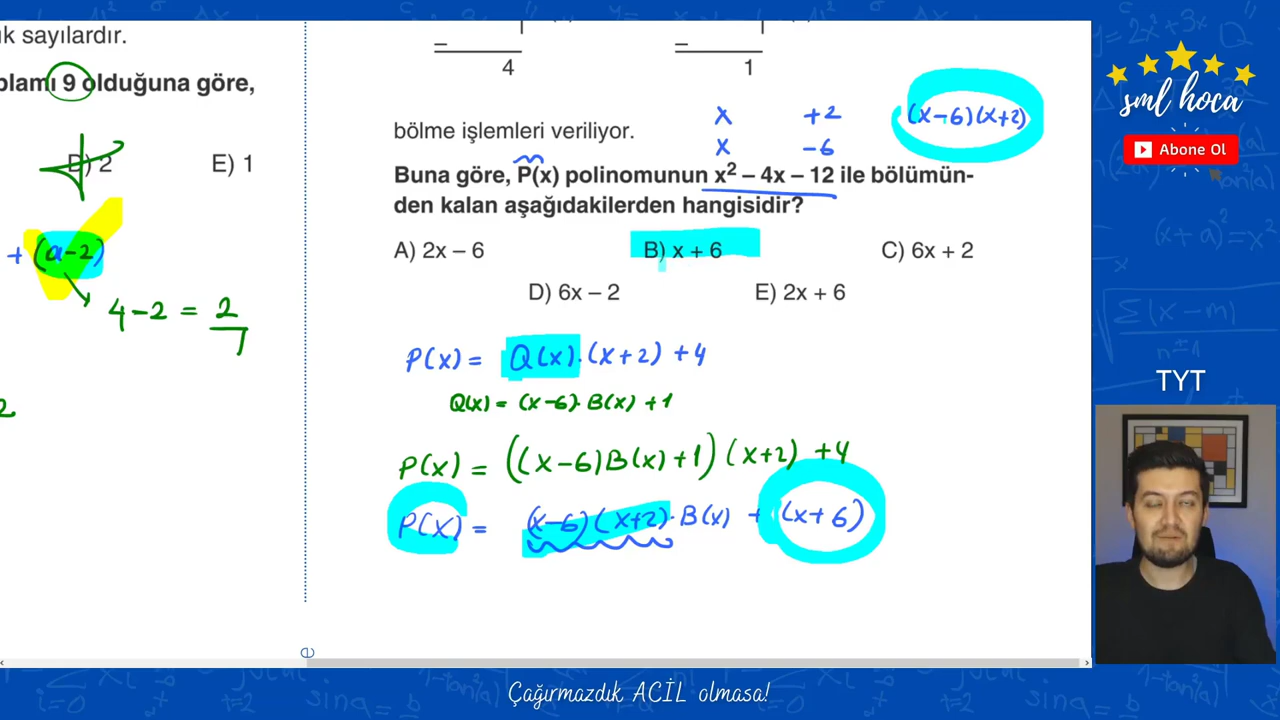 ık sayılardır.
plamı 9 olduğuna göre,
D) 2 E) 1
+ (a-2)
4-2 = 2
2
4 1
bölme işlemleri veriliyor.
x +2
x -6
(x-6)(x+2)
Buna göre, P(x) polinomunun x² – 4x – 12 ile bölümün-
den kalan aşağıdakilerden hangisidir?
A) 2x – 6 B) x + 6 C) 6x + 2
D) 6x – 2 E) 2x + 6
P(x) = Q(x).(x+2) +4
Q(x) = (x-6). B(x) +1
P(x) = ((x-6)B(x)+1)(x+2) +4
P(x) = (x-6)(x+2).B(x) + (x+6)
e
sml hoca
Abone Ol
TYT
Çağırmazdık ACİL olmasa!